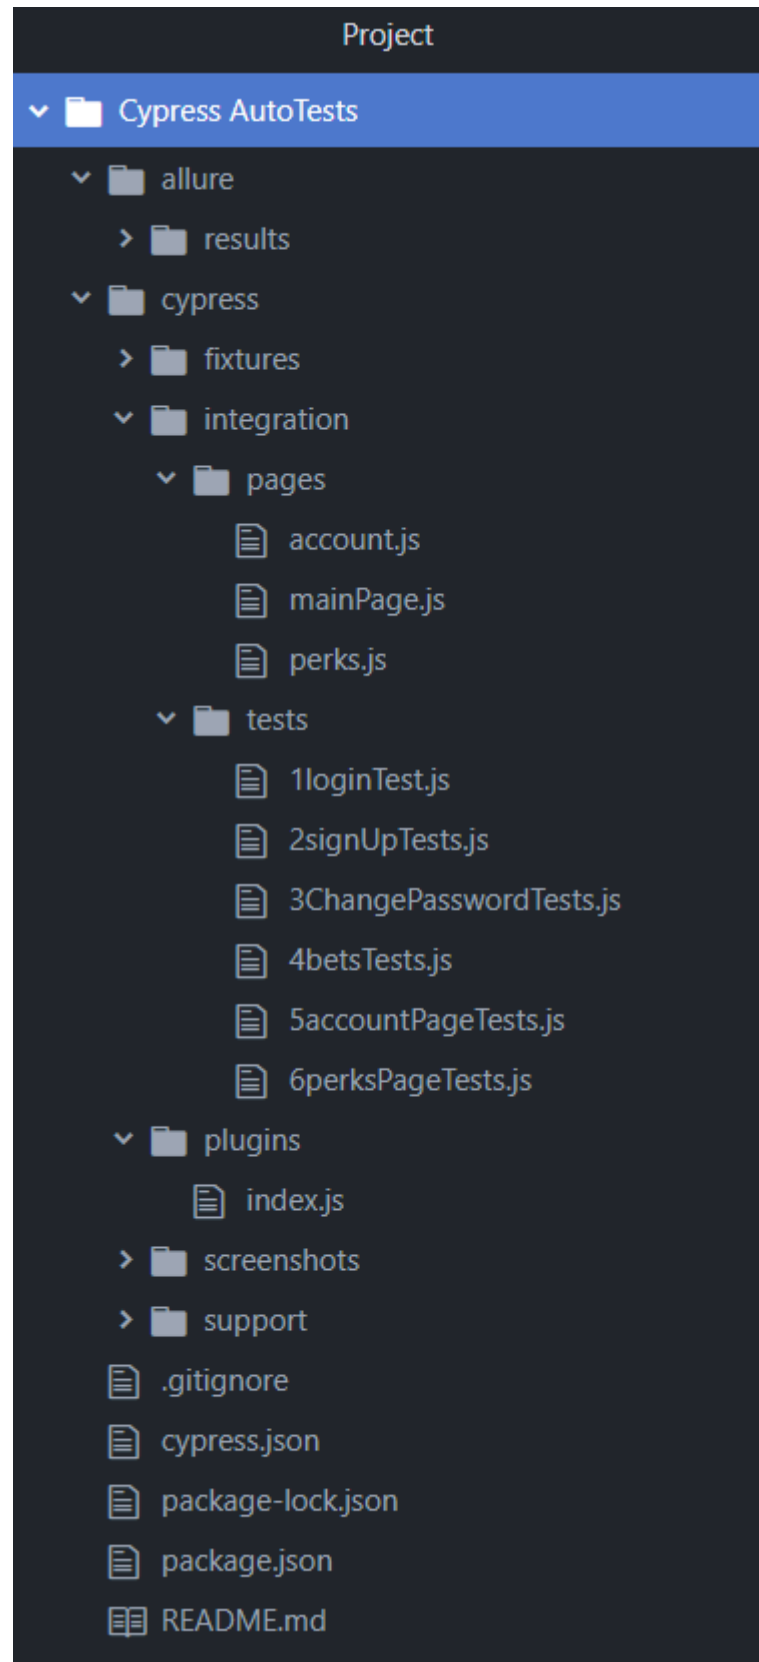 Project
Cypress AutoTests
allure
results
cypress
fixtures
integration
pages
account.js
mainPage.js
perks.js
tests
1loginTest.js
2signUpTests.js
3ChangePasswordTests.js
4betsTests.js
5accountPageTests.js
6perksPageTests.js
plugins
index.js
screenshots
support
.gitignore
cypress.json
package-lock.json
package.json
README.md